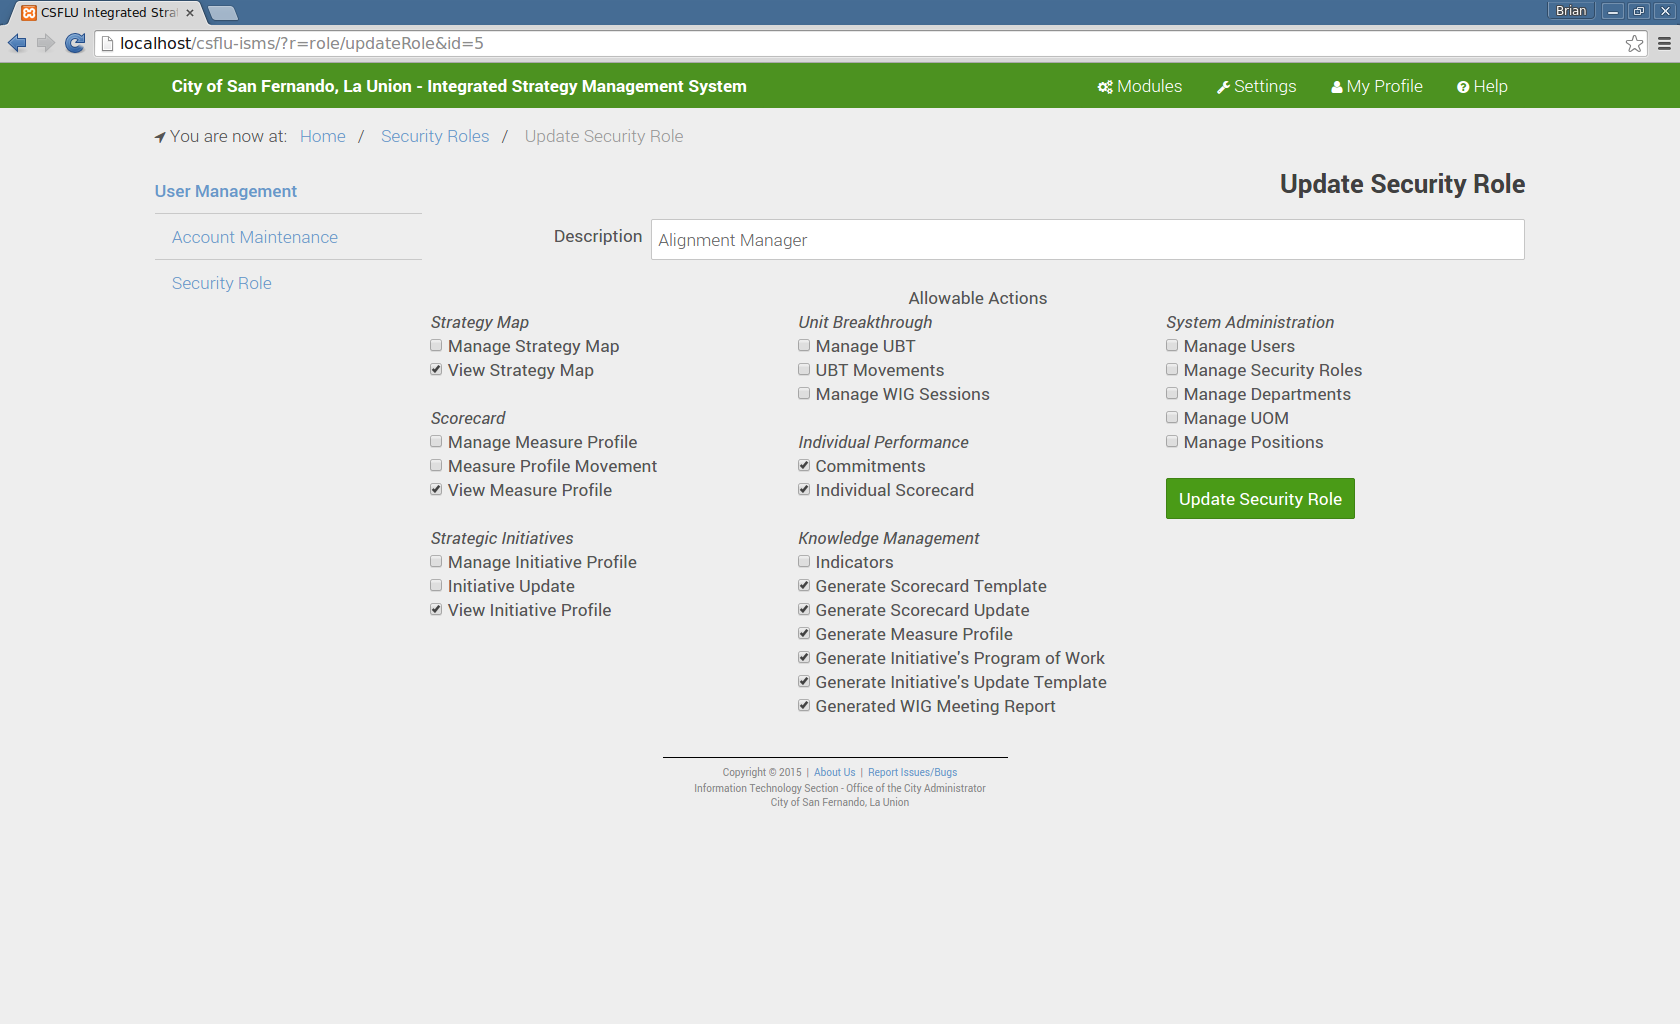 CSFLU Integrated Stra
Brian
localhost/csflu-isms/?r=role/updateRole&id=5
City of San Fernando, La Union - Integrated Strategy Management System
Modules
Settings
My Profile
Help
You are now at: Home / Security Roles / Update Security Role
User Management
Account Maintenance
Security Role
Update Security Role
Description
Alignment Manager
Allowable Actions
Strategy Map
Manage Strategy Map
View Strategy Map
Scorecard
Manage Measure Profile
Measure Profile Movement
View Measure Profile
Strategic Initiatives
Manage Initiative Profile
Initiative Update
View Initiative Profile
Unit Breakthrough
Manage UBT
UBT Movements
Manage WIG Sessions
Individual Performance
Commitments
Individual Scorecard
Knowledge Management
Indicators
Generate Scorecard Template
Generate Scorecard Update
Generate Measure Profile
Generate Initiative's Program of Work
Generate Initiative's Update Template
Generated WIG Meeting Report
System Administration
Manage Users
Manage Security Roles
Manage Departments
Manage UOM
Manage Positions
Update Security Role
Copyright © 2015 | About Us | Report Issues/Bugs
Information Technology Section - Office of the City Administrator
City of San Fernando, La Union